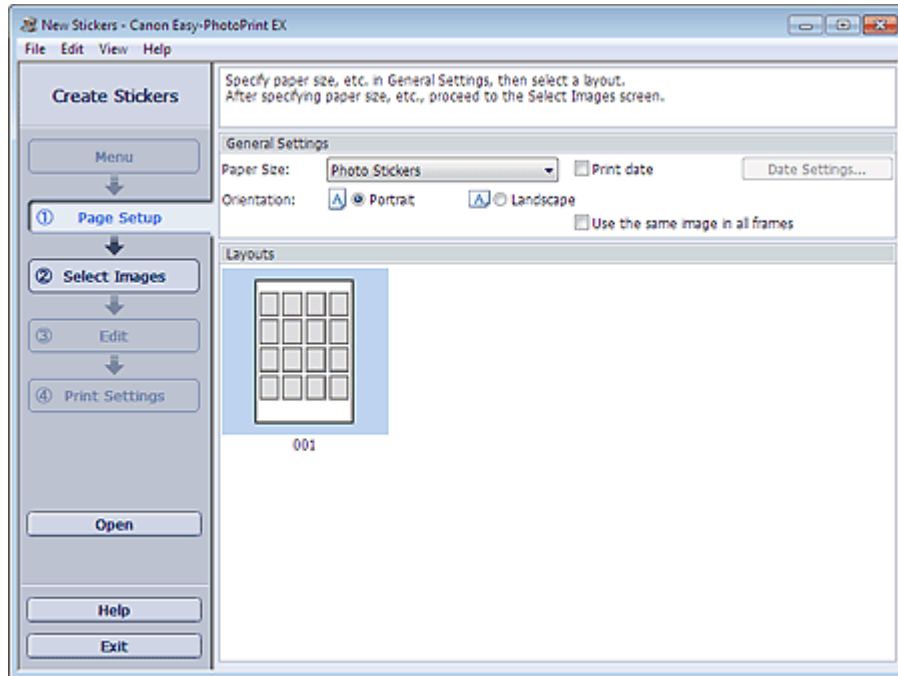 New Stickers - Canon Easy-PhotoPrint EX
File Edit View Help
Create Stickers
Specify paper size, etc. in General Settings, then select a layout.
After specifying paper size, etc., proceed to the Select Images screen.
Menu
① Page Setup
② Select Images
③ Edit
④ Print Settings
Open
Help
Exit
General Settings
Paper Size: Photo Stickers Print date Date Settings...
Orientation: A Portrait A Landscape
Use the same image in all frames
Layouts
001